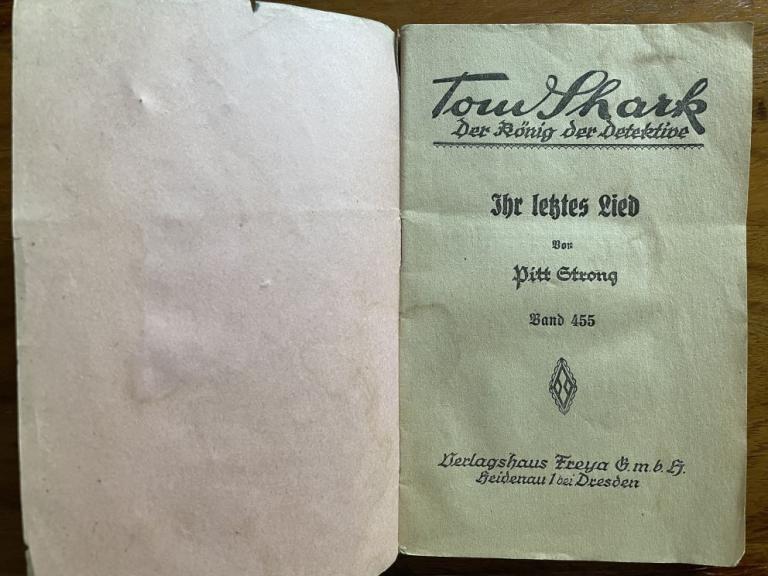 Tom Shark
Der König der Detektive
Ihr letztes Lied
Von
Pitt Strong
Band 455
Verlagshaus Freya G.m.b.H.
Heidenau 1 bei Dresden